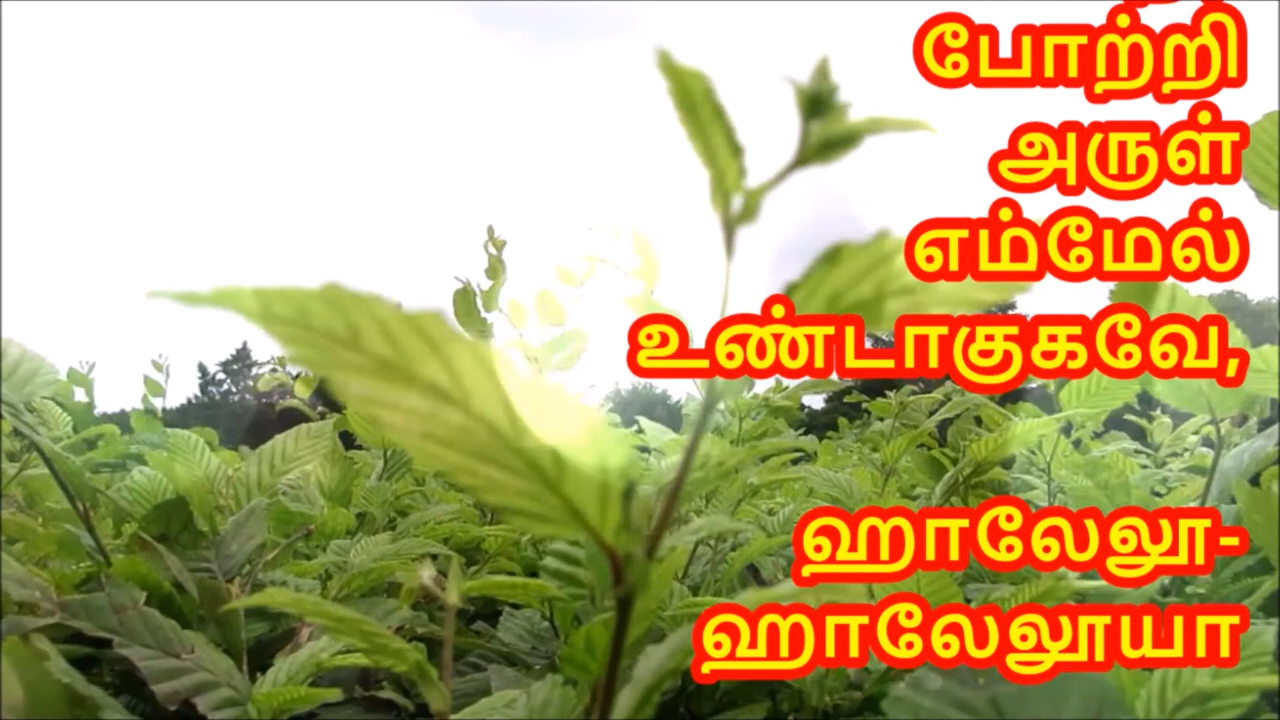 போற்றி
அருள்
எம்மேல்
உண்டாகுகவே,
ஹாலேலூ-
ஹாலேலூயா